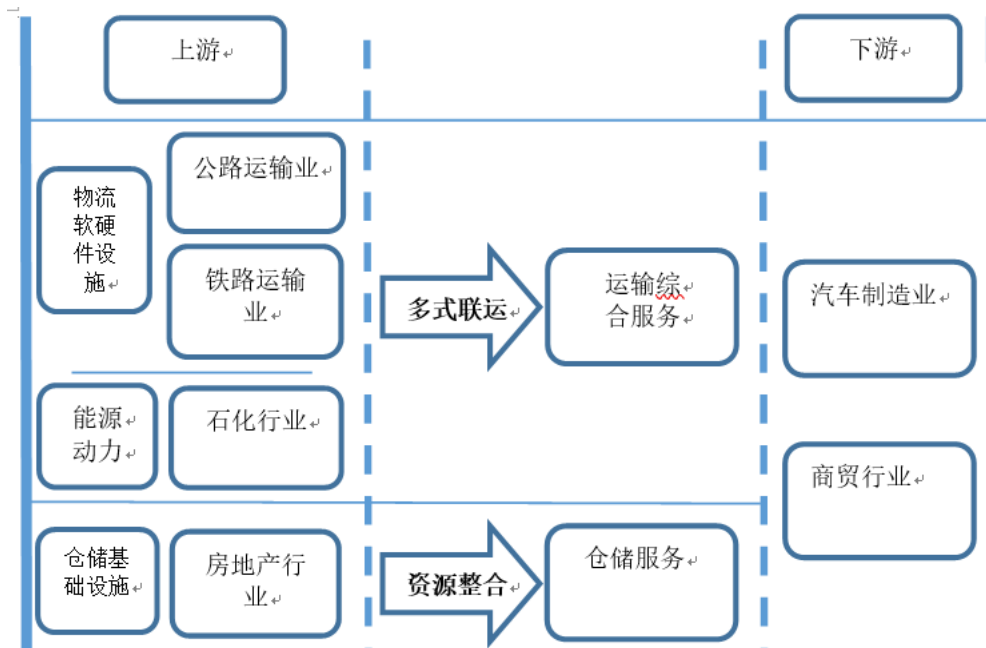 上游
下游
公路运输业
物流
软硬
件设
施
铁路运输
业
多式联运
运输综
合服务
汽车制造业
能源
动力
石化行业
商贸行业
仓储基
础设施
房地产行
业
资源整合
仓储服务